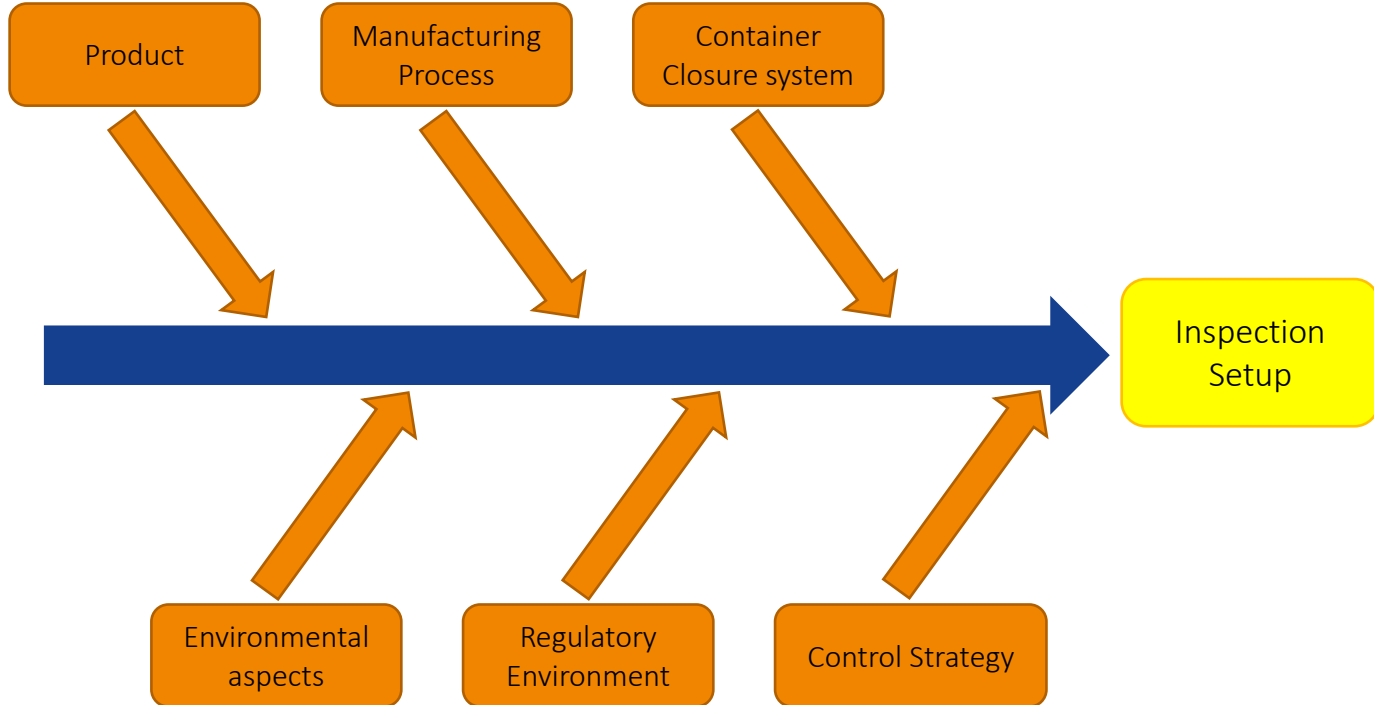 Product
Manufacturing
Process
Container
Closure system
Inspection
Setup
Environmental
aspects
Regulatory
Environment
Control Strategy